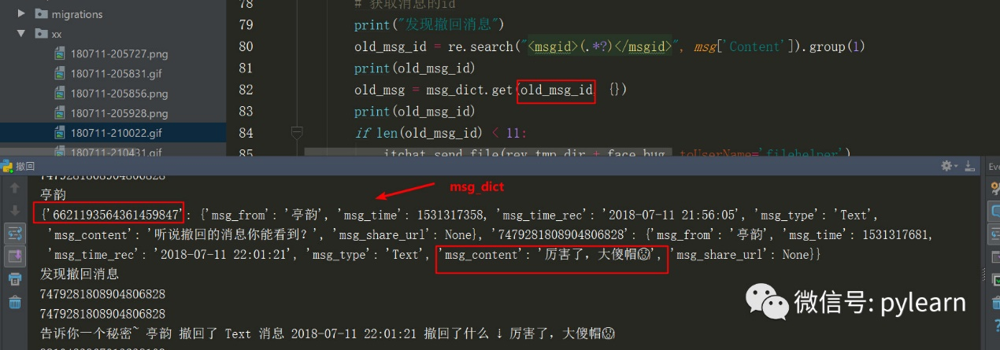 migrations
xx
180711-205727.png
180711-205831.gif
180711-205856.png
180711-205928.png
180711-210022.gif
180711-210431.gif
78 # 获取消息的id
79 print("发现撤回消息")
80 old_msg_id = re.search("<msgid>(.*?)</msgid>", msg['Content']).group(1)
81 print(old_msg_id)
82 old_msg = msg_dict.get(old_msg_id, {})
83 print(old_msg_id)
84 if len(old_msg_id) < 11:
85 itchat.send_file(rev_tmp_dir + face_bug, toUserName='filehelper')
撤回
Eve
7479281808904806828
亭韵
msg_dict
{'6621193564361459847': {'msg_from': '亭韵', 'msg_time': 1531317358, 'msg_time_rec': '2018-07-11 21:56:05', 'msg_type': 'Text',
'msg_content': '听说撤回的消息你能看到？', 'msg_share_url': None}, '7479281808904806828': {'msg_from': '亭韵', 'msg_time': 1531317681,
'msg_time_rec': '2018-07-11 22:01:21', 'msg_type': 'Text', 'msg_content': '厉害了，大傻帽😲', 'msg_share_url': None}}
发现撤回消息
7479281808904806828
7479281808904806828
告诉你一个秘密~ 亭韵 撤回了 Text 消息 2018-07-11 22:01:21 撤回了什么 ↓ 厉害了，大傻帽😲
微信号: pylearn